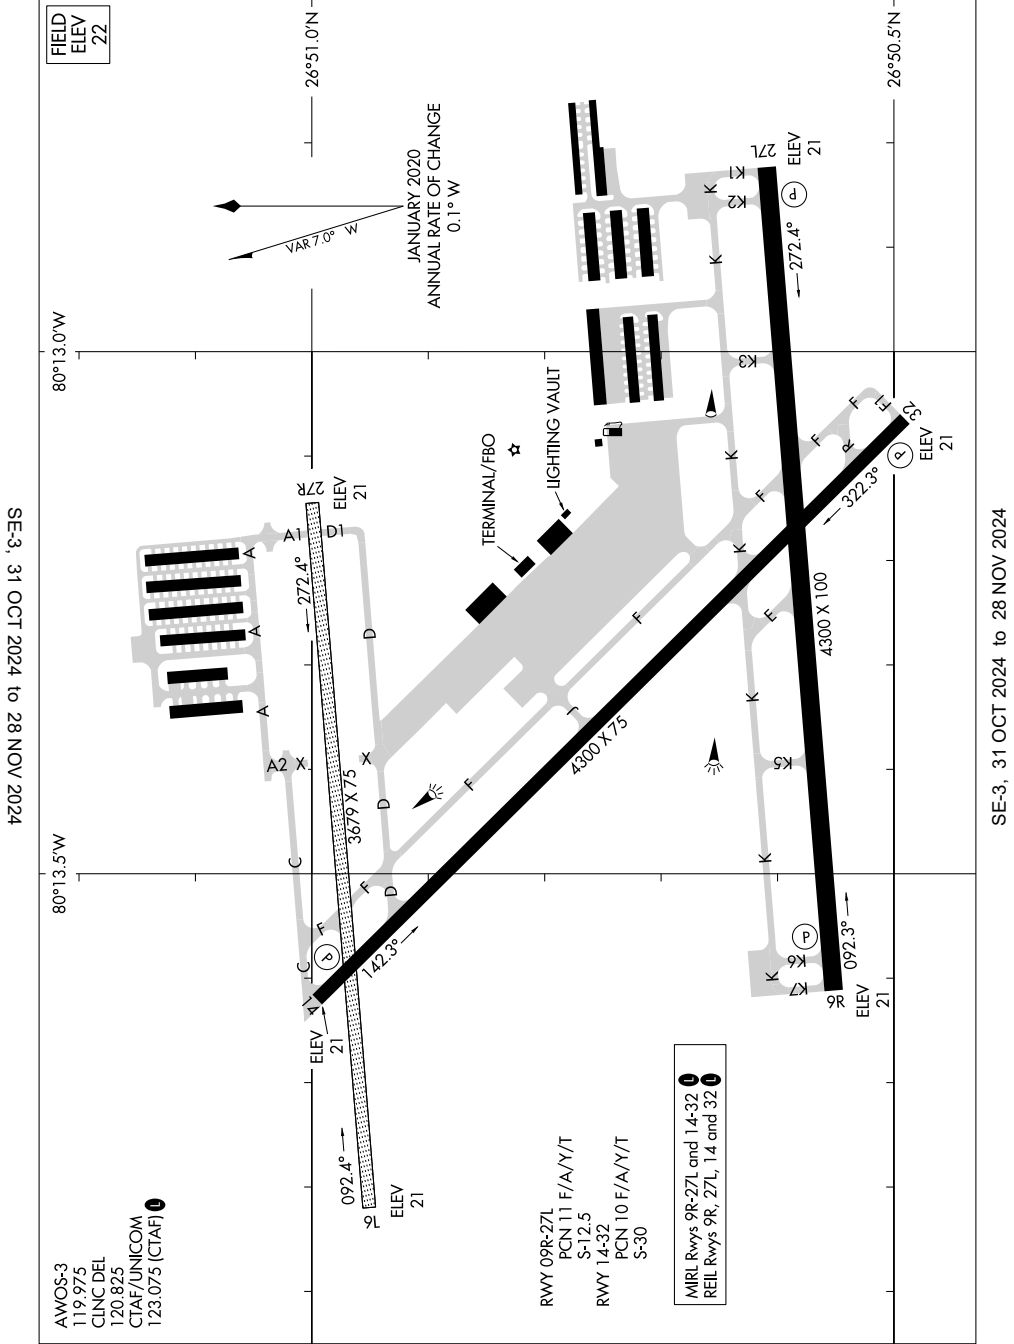 FIELD
ELEV
22
26°51.0'N
26°50.5'N
80°13.0'W
80°13.5'W
VAR 7.0° W
JANUARY 2020
ANNUAL RATE OF CHANGE
0.1° W
AWOS-3
119.975
CLNC DEL
120.825
CTAF/UNICOM
123.075 (CTAF) L
RWY 09R-27L
PCN 11 F/A/Y/T
S-12.5
RWY 14-32
PCN 10 F/A/Y/T
S-30
MIRL Rwys 9R-27L and 14-32 L
REIL Rwys 9R, 27L, 14 and 32 L
TERMINAL/FBO
LIGHTING VAULT
9L
ELEV
21
092.4°
3679 X 75
272.4°
27R
ELEV
21
14
ELEV
21
142.3°
4300 X 75
322.3°
32
ELEV
21
9R
ELEV
21
092.3°
4300 X 100
272.4°
27L
ELEV
21
A
A
A
A1
A2
X
X
C
C
D
D
D
D1
E
F
F
F
F
F
F
F
F1
J
R
K
K
K
K
K
K
K
K
K1
K2
K3
K5
K6
K7
P
P
P
P
SE-3, 31 OCT 2024 to 28 NOV 2024
SE-3, 31 OCT 2024 to 28 NOV 2024